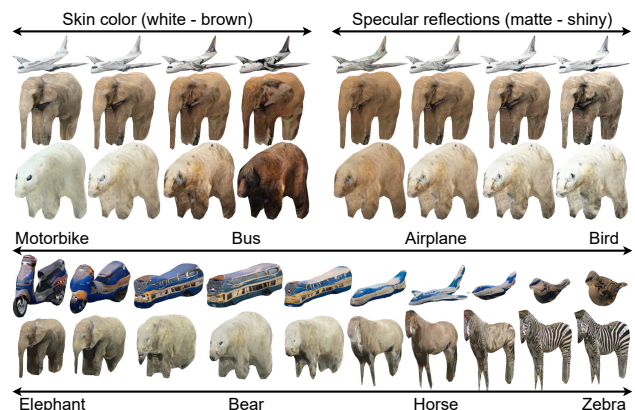 Skin color (white - brown)
Specular reflections (matte - shiny)
Motorbike Bus Airplane Bird
Elephant Bear Horse Zebra